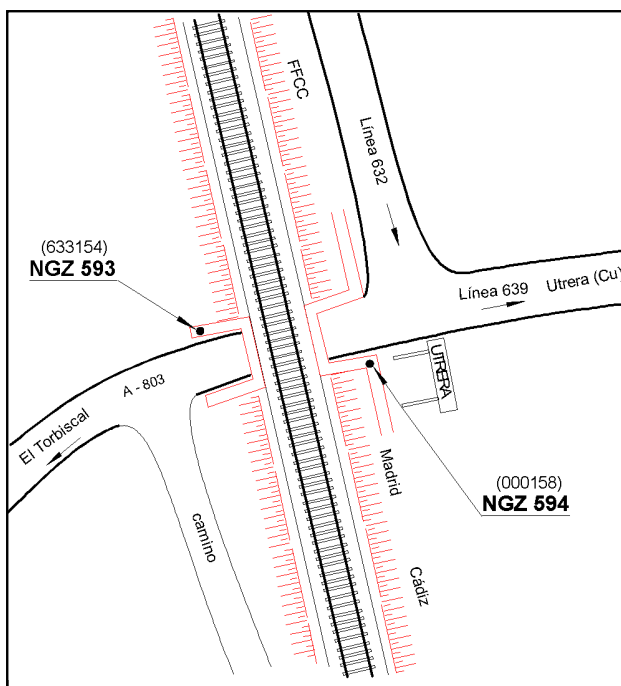 FFCC
Línea 632
(633154)
NGZ 593
Línea 639
Utrera (Cu)
A - 803
UTRERA
El Torbiscal
Madrid
(000158)
NGZ 594
camino
Cádiz